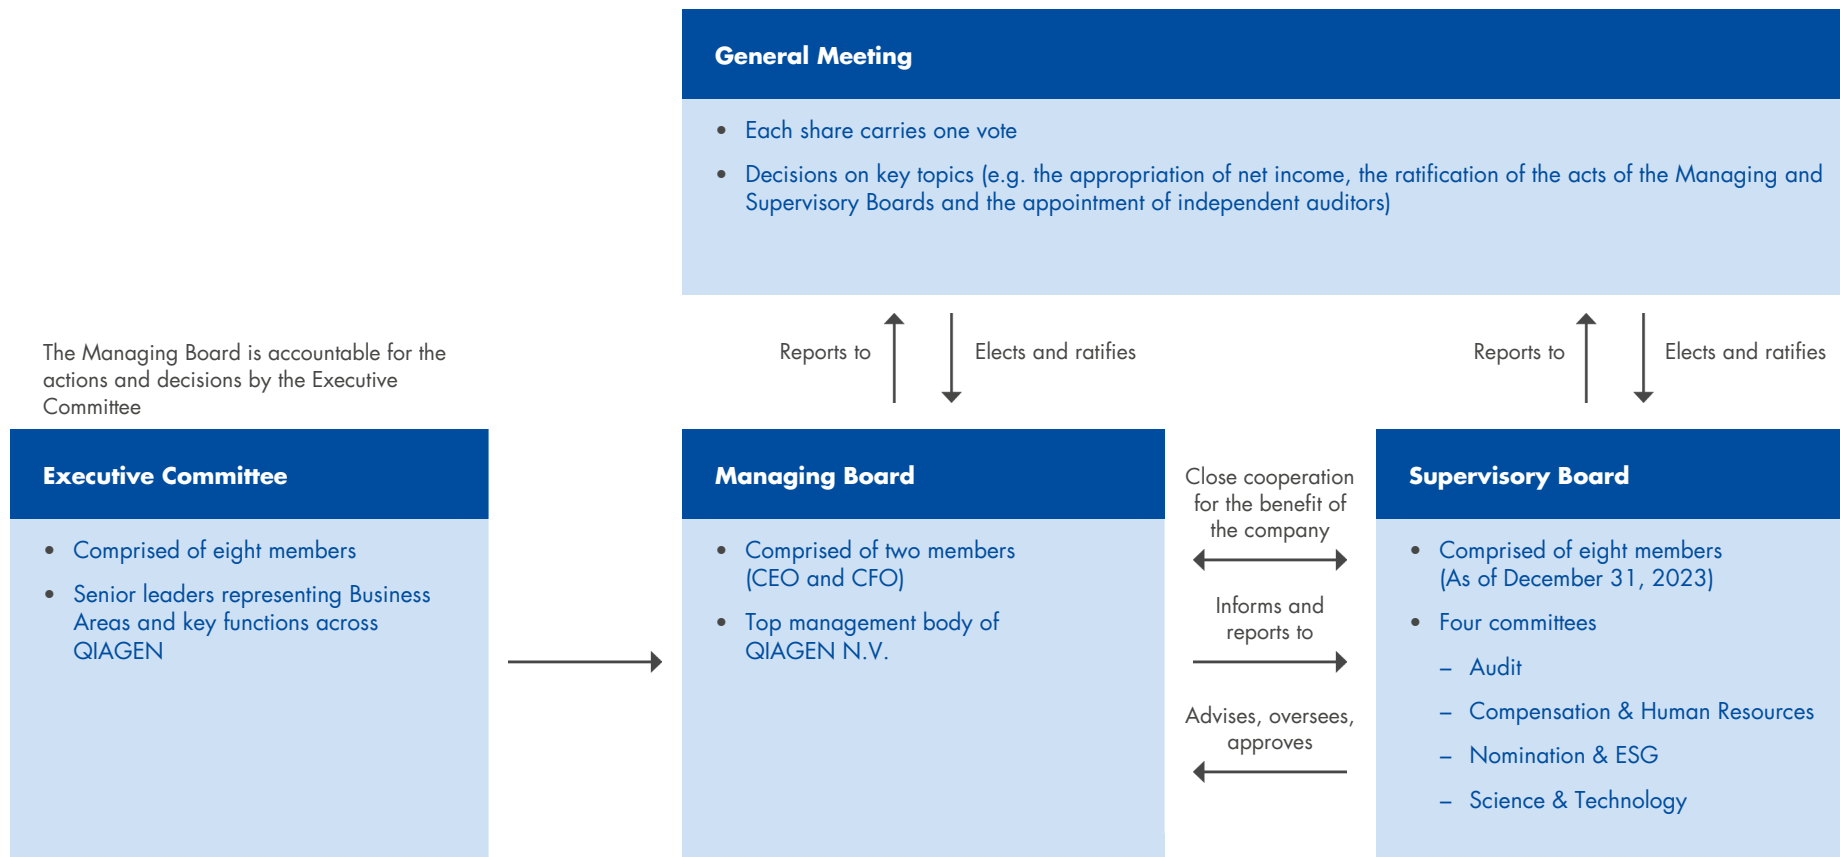 General Meeting
• Each share carries one vote
• Decisions on key topics (e.g. the appropriation of net income, the ratification of the acts of the Managing and
Supervisory Boards and the appointment of independent auditors)
Reports to
Elects and ratifies
Reports to
Elects and ratifies
The Managing Board is accountable for the
actions and decisions by the Executive
Committee
Executive Committee
• Comprised of eight members
• Senior leaders representing Business
Areas and key functions across
QIAGEN
Managing Board
• Comprised of two members
(CEO and CFO)
• Top management body of
QIAGEN N.V.
Close cooperation
for the benefit of
the company
Informs and
reports to
Advises, oversees,
approves
Supervisory Board
• Comprised of eight members
(As of December 31, 2023)
• Four committees
– Audit
– Compensation & Human Resources
– Nomination & ESG
– Science & Technology